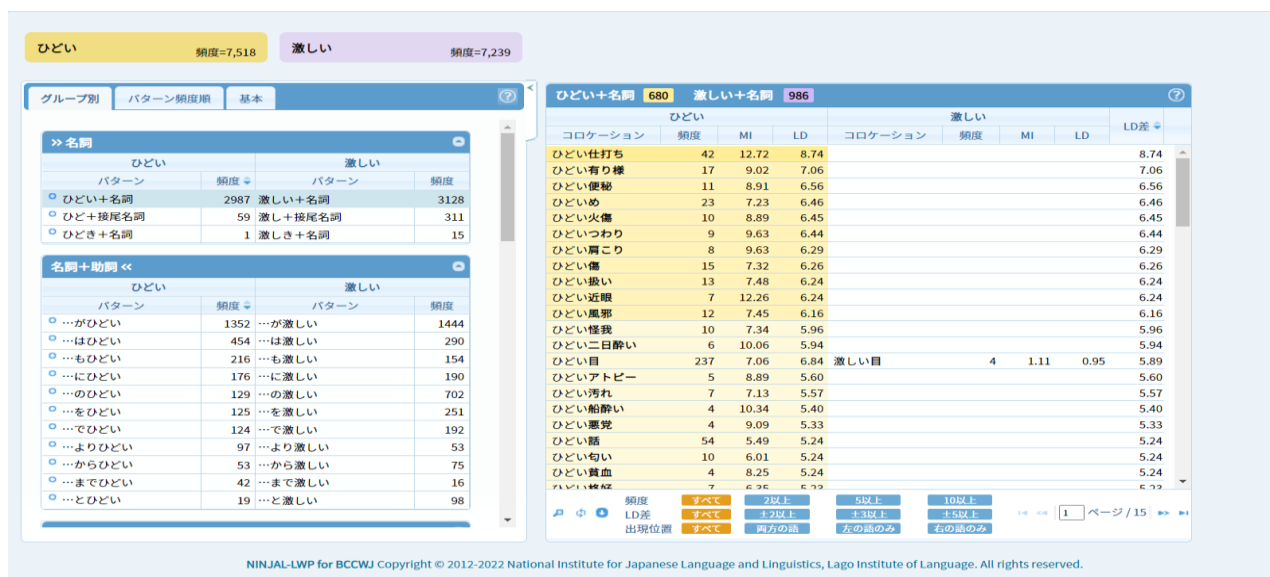 ひどい 頻度=7,518 激しい 頻度=7,239
グループ別 パターン頻度順 基本
>> 名詞
ひどい 激しい
パターン 頻度 パターン 頻度
ひどい+名詞 2987 激しい+名詞 3128
ひど+接尾名詞 59 激し+接尾名詞 311
ひどき+名詞 1 激しき+名詞 15
名詞+助詞 <<
ひどい 激しい
パターン 頻度 パターン 頻度
…がひどい 1352 …が激しい 1444
…はひどい 454 …は激しい 290
…もひどい 216 …も激しい 154
…にひどい 176 …に激しい 190
…のひどい 129 …の激しい 702
…をひどい 125 …を激しい 251
…でひどい 124 …で激しい 192
…よりひどい 97 …より激しい 53
…からひどい 53 …から激しい 75
…までひどい 42 …まで激しい 16
…とひどい 19 …と激しい 98
ひどい+名詞 680 激しい+名詞 986
ひどい 激しい LD差
コロケーション 頻度 MI LD コロケーション 頻度 MI LD
ひどい仕打ち 42 12.72 8.74 8.74
ひどい有り様 17 9.02 7.06 7.06
ひどい便秘 11 8.91 6.56 6.56
ひどいめ 23 7.23 6.46 6.46
ひどい火傷 10 8.89 6.45 6.45
ひどいつわり 9 9.63 6.44 6.44
ひどい肩こり 8 9.63 6.29 6.29
ひどい傷 15 7.32 6.26 6.26
ひどい扱い 13 7.48 6.24 6.24
ひどい近眼 7 12.26 6.24 6.24
ひどい風邪 12 7.45 6.16 6.16
ひどい怪我 10 7.34 5.96 5.96
ひどい二日酔い 6 10.06 5.94 5.94
ひどい目 237 7.06 6.84 激しい目 4 1.11 0.95 5.89
ひどいアトピー 5 8.89 5.60 5.60
ひどい汚れ 7 7.13 5.57 5.57
ひどい船酔い 4 10.34 5.40 5.40
ひどい悪党 4 9.09 5.33 5.33
ひどい話 54 5.49 5.24 5.24
ひどい匂い 10 6.01 5.24 5.24
ひどい貧血 4 8.25 5.24 5.24
ひどい格好 7 6.35 5.23 5.23
頻度 すべて 2以上 5以上 10以上
LD差 すべて ±2以上 ±3以上 ±5以上 1 ページ / 15
出現位置 すべて 両方の語 左の語のみ 右の語のみ
NINJAL-LWP for BCCWJ Copyright © 2012-2022 National Institute for Japanese Language and Linguistics, Lago Institute of Language. All rights reserved.